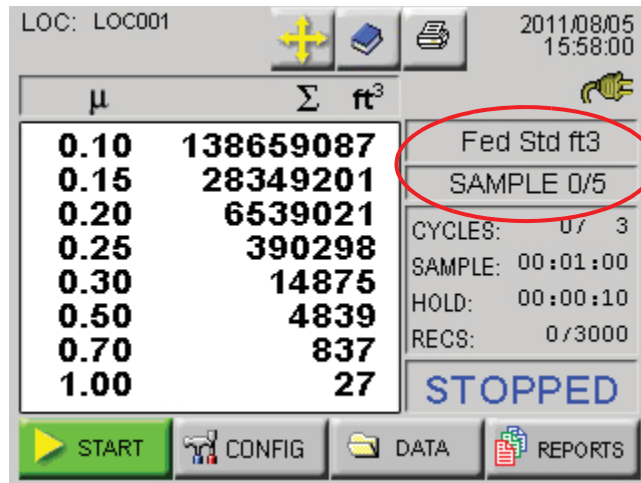 LOC: LOC001
2011/08/05
15:58:00
µ Σ ft³
0.10 138659087
0.15 28349201
0.20 6539021
0.25 390298
0.30 14875
0.50 4839
0.70 837
1.00 27
Fed Std ft3
SAMPLE 0/5
CYCLES: 0/ 3
SAMPLE: 00:01:00
HOLD: 00:00:10
RECS: 0/3000
STOPPED
START CONFIG DATA REPORTS